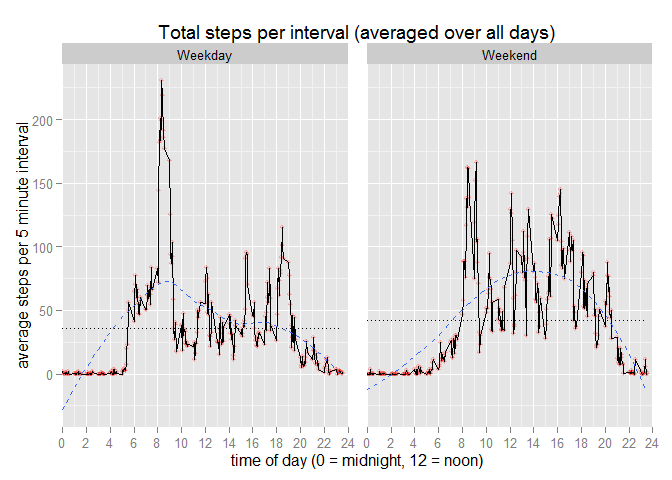 Total steps per interval (averaged over all days)
Weekday Weekend
average steps per 5 minute interval
200
150
100
50
0
0 2 4 6 8 10 12 14 16 18 20 22 24 0 2 4 6 8 10 12 14 16 18 20 22 24
time of day (0 = midnight, 12 = noon)